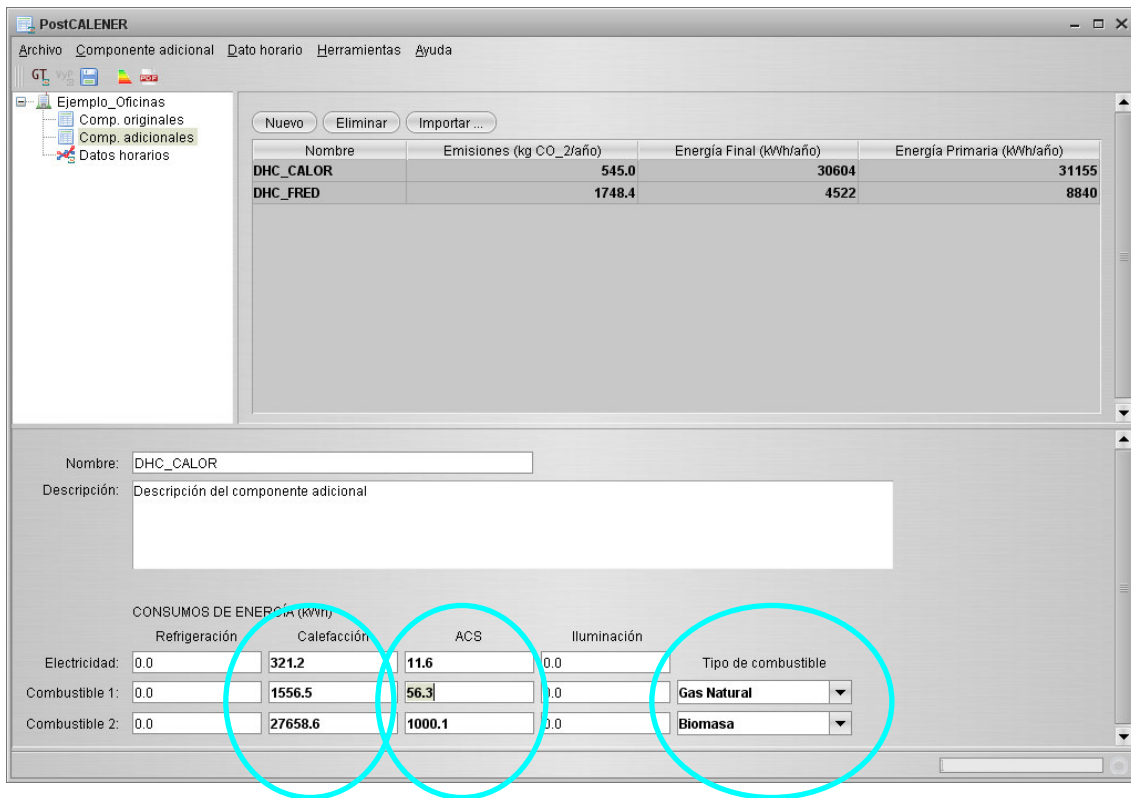 PostCALENER
Archivo Componente adicional Dato horario Herramientas Ayuda
GT VyP PDF
Ejemplo_Oficinas
Comp. originales
Comp. adicionales
Datos horarios
Nuevo Eliminar Importar ...
Nombre Emisiones (kg CO_2/año) Energía Final (kWh/año) Energía Primaria (kWh/año)
DHC_CALOR 545.0 30604 31155
DHC_FRED 1748.4 4522 8840
Nombre: DHC_CALOR
Descripción: Descripción del componente adicional
CONSUMOS DE ENERGÍA (kWh)
Refrigeración Calefacción ACS Iluminación
Electricidad: 0.0 321.2 11.6 0.0 Tipo de combustible
Combustible 1: 0.0 1556.5 56.3 0.0 Gas Natural
Combustible 2: 0.0 27658.6 1000.1 0.0 Biomasa